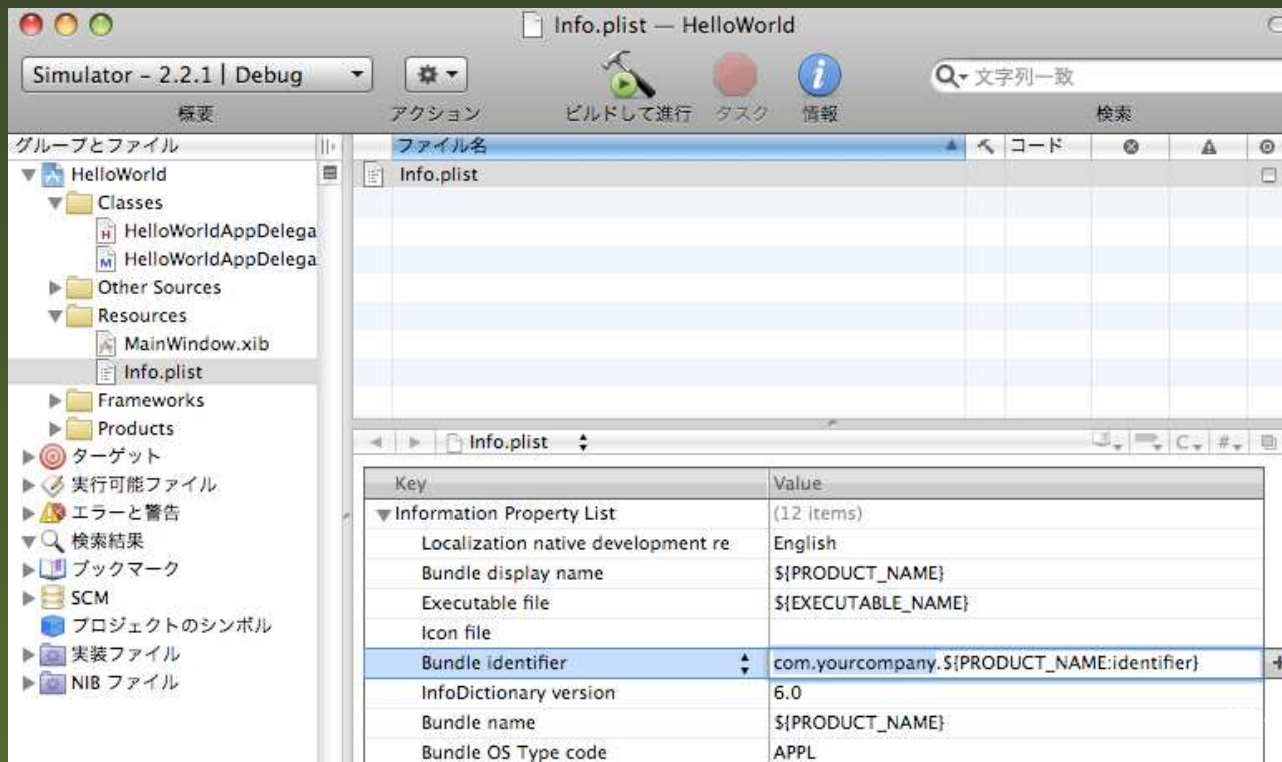 Info.plist — HelloWorld
Simulator - 2.2.1 | Debug
概要
アクション
ビルドして進行
タスク
情報
文字列一致
検索
グループとファイル
HelloWorld
Classes
HelloWorldAppDelega
HelloWorldAppDelega
Other Sources
Resources
MainWindow.xib
Info.plist
Frameworks
Products
ターゲット
実行可能ファイル
エラーと警告
検索結果
ブックマーク
SCM
プロジェクトのシンボル
実装ファイル
NIB ファイル
ファイル名
コード
Info.plist
Info.plist
C
#
Key Value
Information Property List (12 items)
Localization native development re English
Bundle display name ${PRODUCT_NAME}
Executable file ${EXECUTABLE_NAME}
Icon file
Bundle identifier com.yourcompany.${PRODUCT_NAME:identifier}
InfoDictionary version 6.0
Bundle name ${PRODUCT_NAME}
Bundle OS Type code APPL